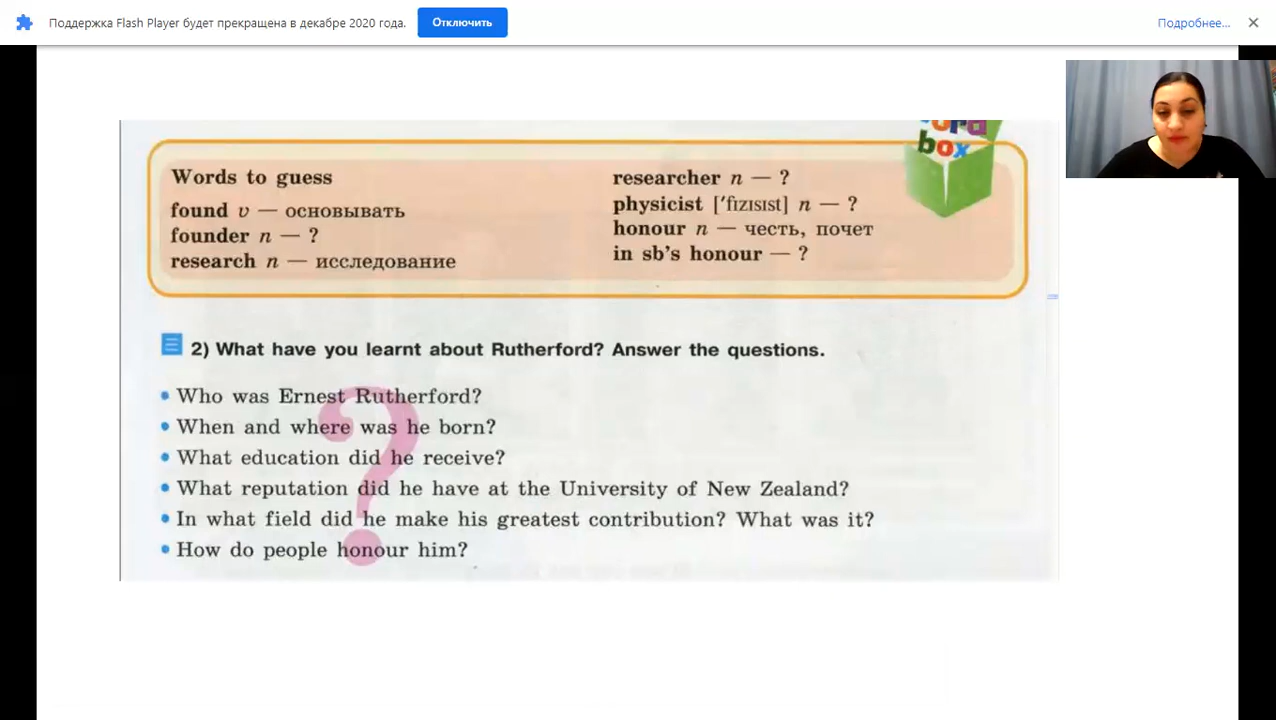 Поддержка Flash Player будет прекращена в декабре 2020 года. Отключить Подробнее...
box
Words to guess
found v — основывать
founder n — ?
research n — исследование
researcher n — ?
physicist [ˈfɪzɪsɪst] n — ?
honour n — честь, почет
in sb's honour — ?
2) What have you learnt about Rutherford? Answer the questions.
• Who was Ernest Rutherford?
• When and where was he born?
• What education did he receive?
• What reputation did he have at the University of New Zealand?
• In what field did he make his greatest contribution? What was it?
• How do people honour him?
?